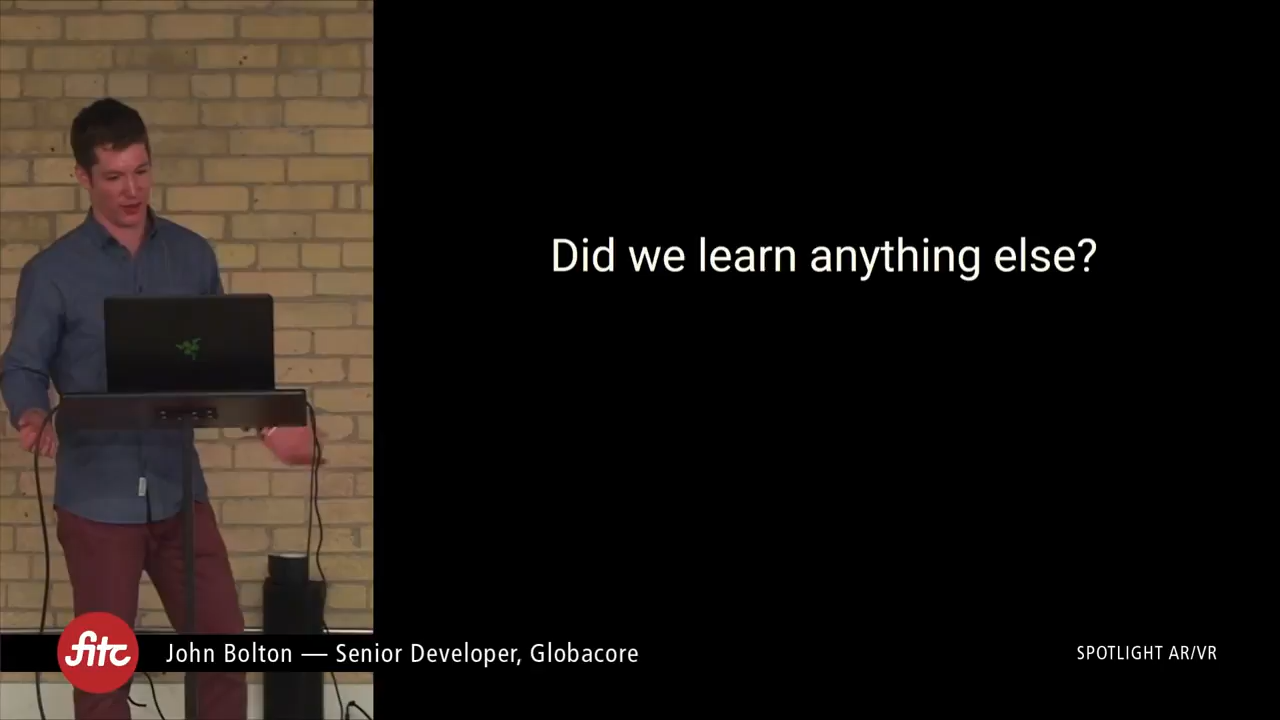 Did we learn anything else?
fitc
John Bolton — Senior Developer, Globacore
SPOTLIGHT AR/VR